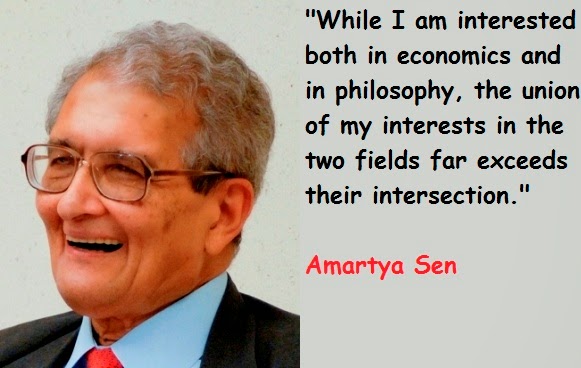 "While I am interested
both in economics and
in philosophy, the union
of my interests in the
two fields far exceeds
their intersection."
Amartya Sen